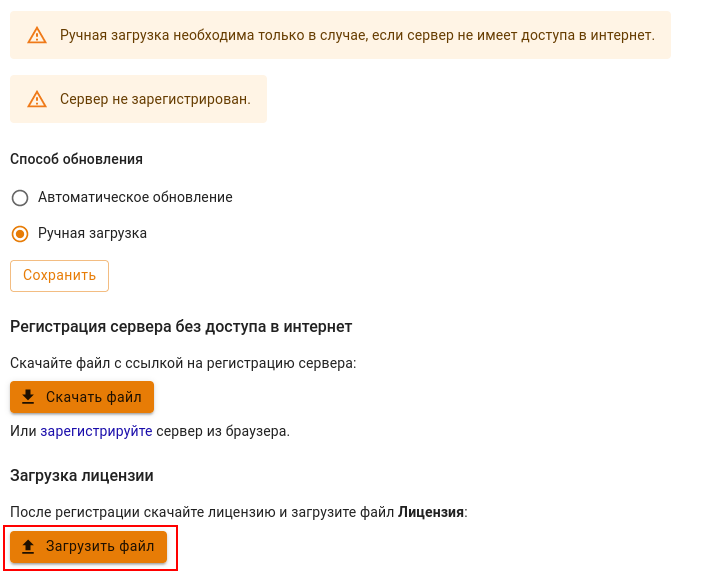 Ручная загрузка необходима только в случае, если сервер не имеет доступа в интернет.
Сервер не зарегистрирован.
Способ обновления
Автоматическое обновление
Ручная загрузка
Сохранить
Регистрация сервера без доступа в интернет
Скачайте файл с ссылкой на регистрацию сервера:
Скачать файл
Или зарегистрируйте сервер из браузера.
Загрузка лицензии
После регистрации скачайте лицензию и загрузите файл Лицензия:
Загрузить файл